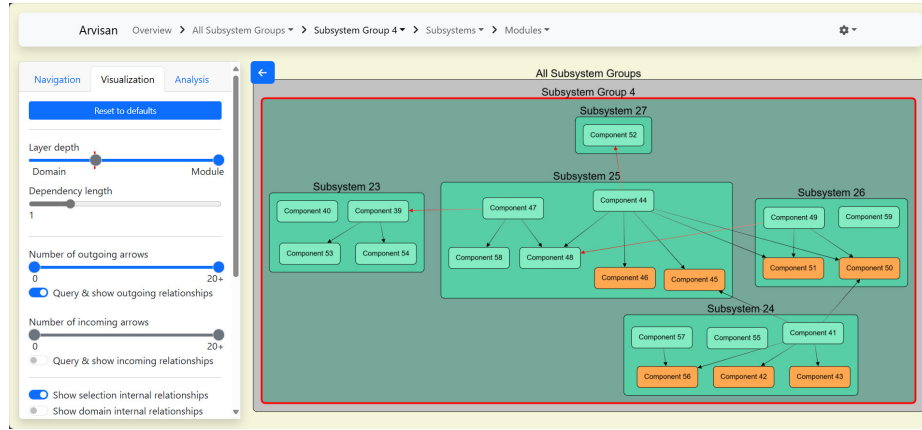 Arvisan Overview > All Subsystem Groups > Subsystem Group 4 > Subsystems > Modules
Navigation Visualization Analysis
Reset to defaults
Layer depth
Domain Module
Dependency length
1
Number of outgoing arrows
0 20+
Query & show outgoing relationships
Number of incoming arrows
0 20+
Query & show incoming relationships
Show selection internal relationships
Show domain internal relationships
All Subsystem Groups
Subsystem Group 4
Subsystem 27
Component 52
Subsystem 23
Component 40 Component 39
Component 53 Component 54
Subsystem 25
Component 47 Component 44
Component 58 Component 48
Component 46 Component 45
Subsystem 26
Component 49 Component 59
Component 51 Component 50
Subsystem 24
Component 57 Component 55 Component 41
Component 56 Component 42 Component 43